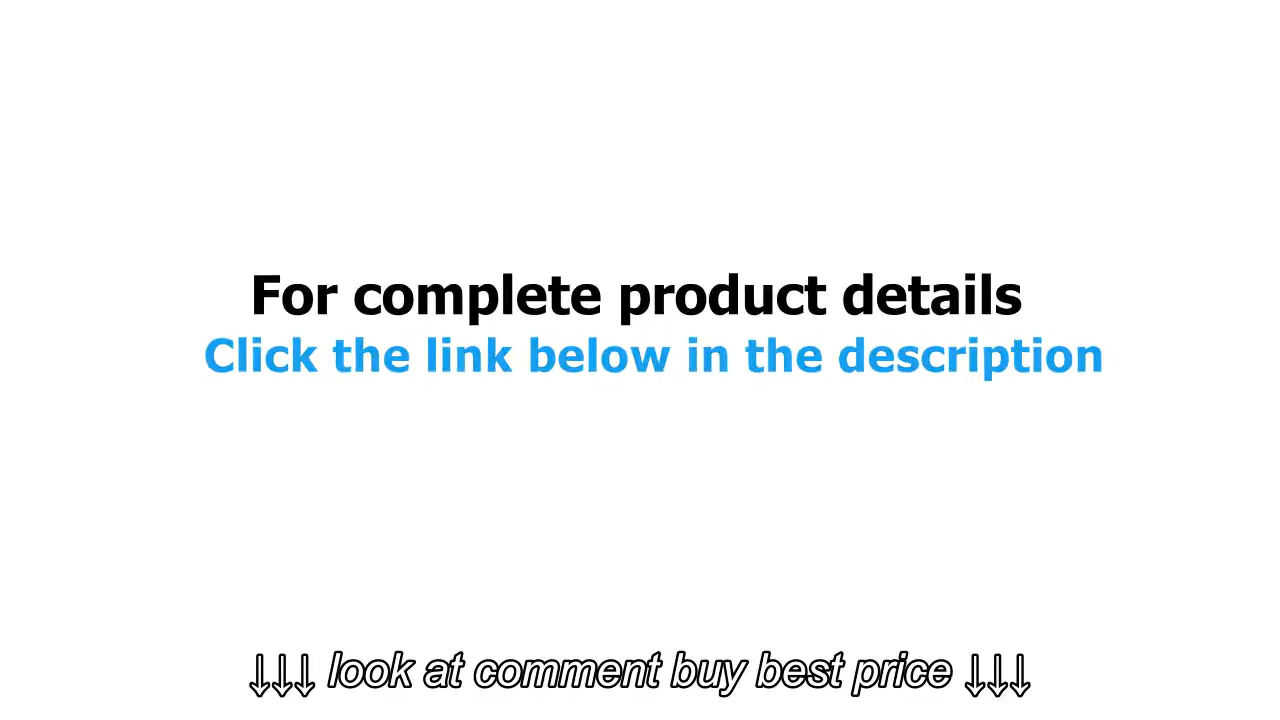 For complete product details
Click the link below in the description
↓↓↓ look at comment buy best price ↓↓↓